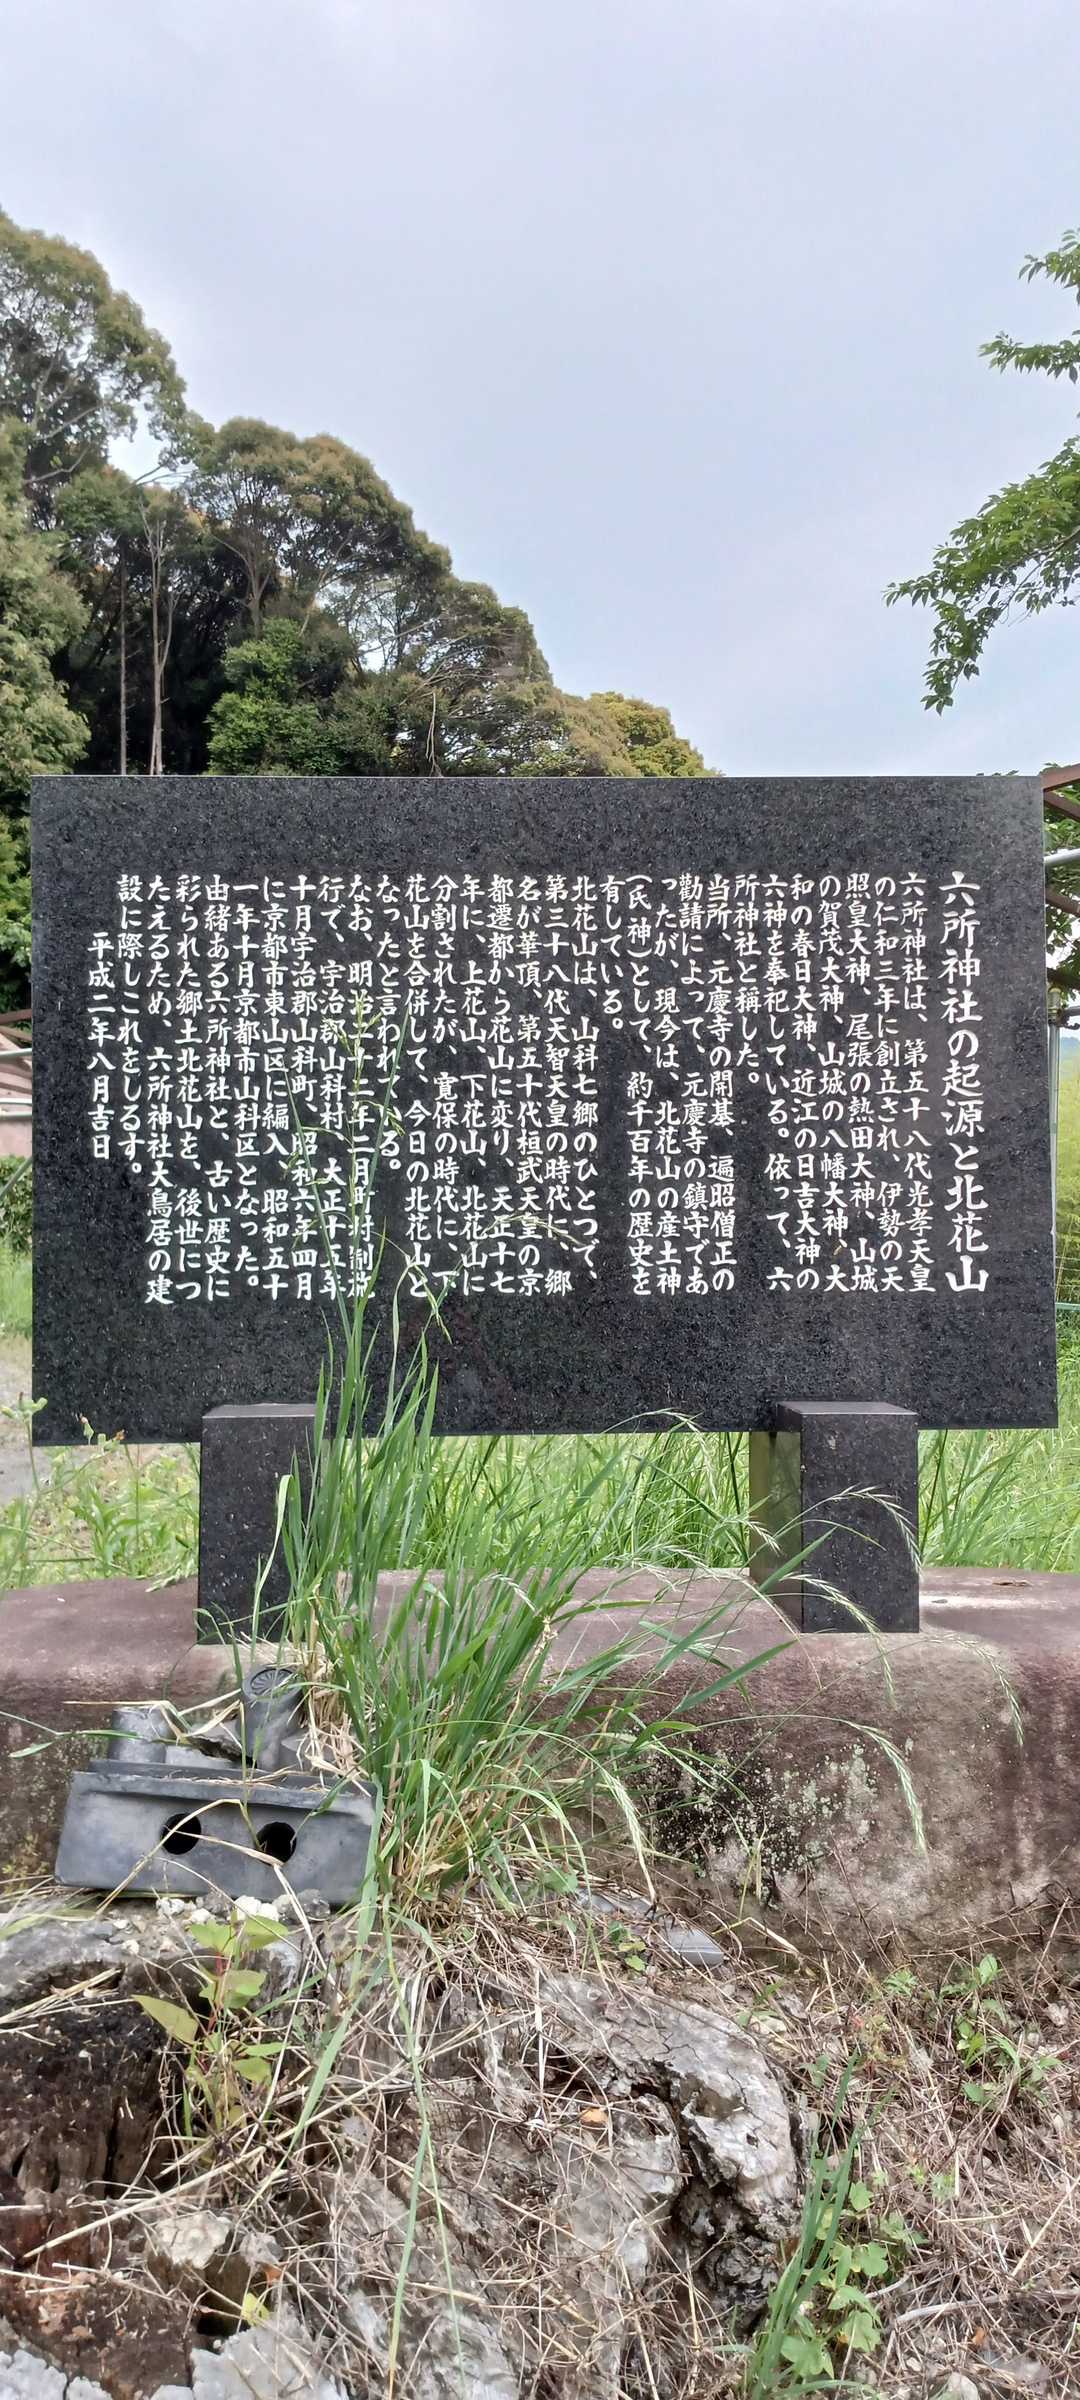 六所神社の起源と北花山
六所神社は、第五十八代光孝天皇
の仁和三年に創立され、伊勢の天
照皇大神、尾張の熱田大神、山城
の賀茂大神、山城の八幡大神、大
和の春日大神、近江の日吉大神の
六神を奉祀している。依って、六
所神社と称した。
当所、元慶寺の開基、遍昭僧正の
勸請によって、元慶寺の鎮守であ
ったが、現今は、北花山の産土神
（氏神）として、約千百年の歴史を
有している。
北花山は、山科七郷のひとつで、
第三十八代天智天皇の時代に、郷
名が華頂、第五十代桓武天皇の京
都遷都から花山に変り、天正十七
年に、上花山、下花山、北花山に
分割されたが、寛保の時代に、下
花山を合併して、今日の北花山と
なったと言われている。
なお、明治二十二年二月町村制施
行で、宇治郡山科村、大正十五年
十月宇治郡山科町、昭和六年四月
に京都市東山区に編入、昭和五十
一年十月京都市山科区となった。
由緒ある六所神社と、古い歴史に
彩られた郷土北花山を、後世につ
たえるため、六所神社大鳥居の建
設に際しこれをしるす。
平成二年八月吉日